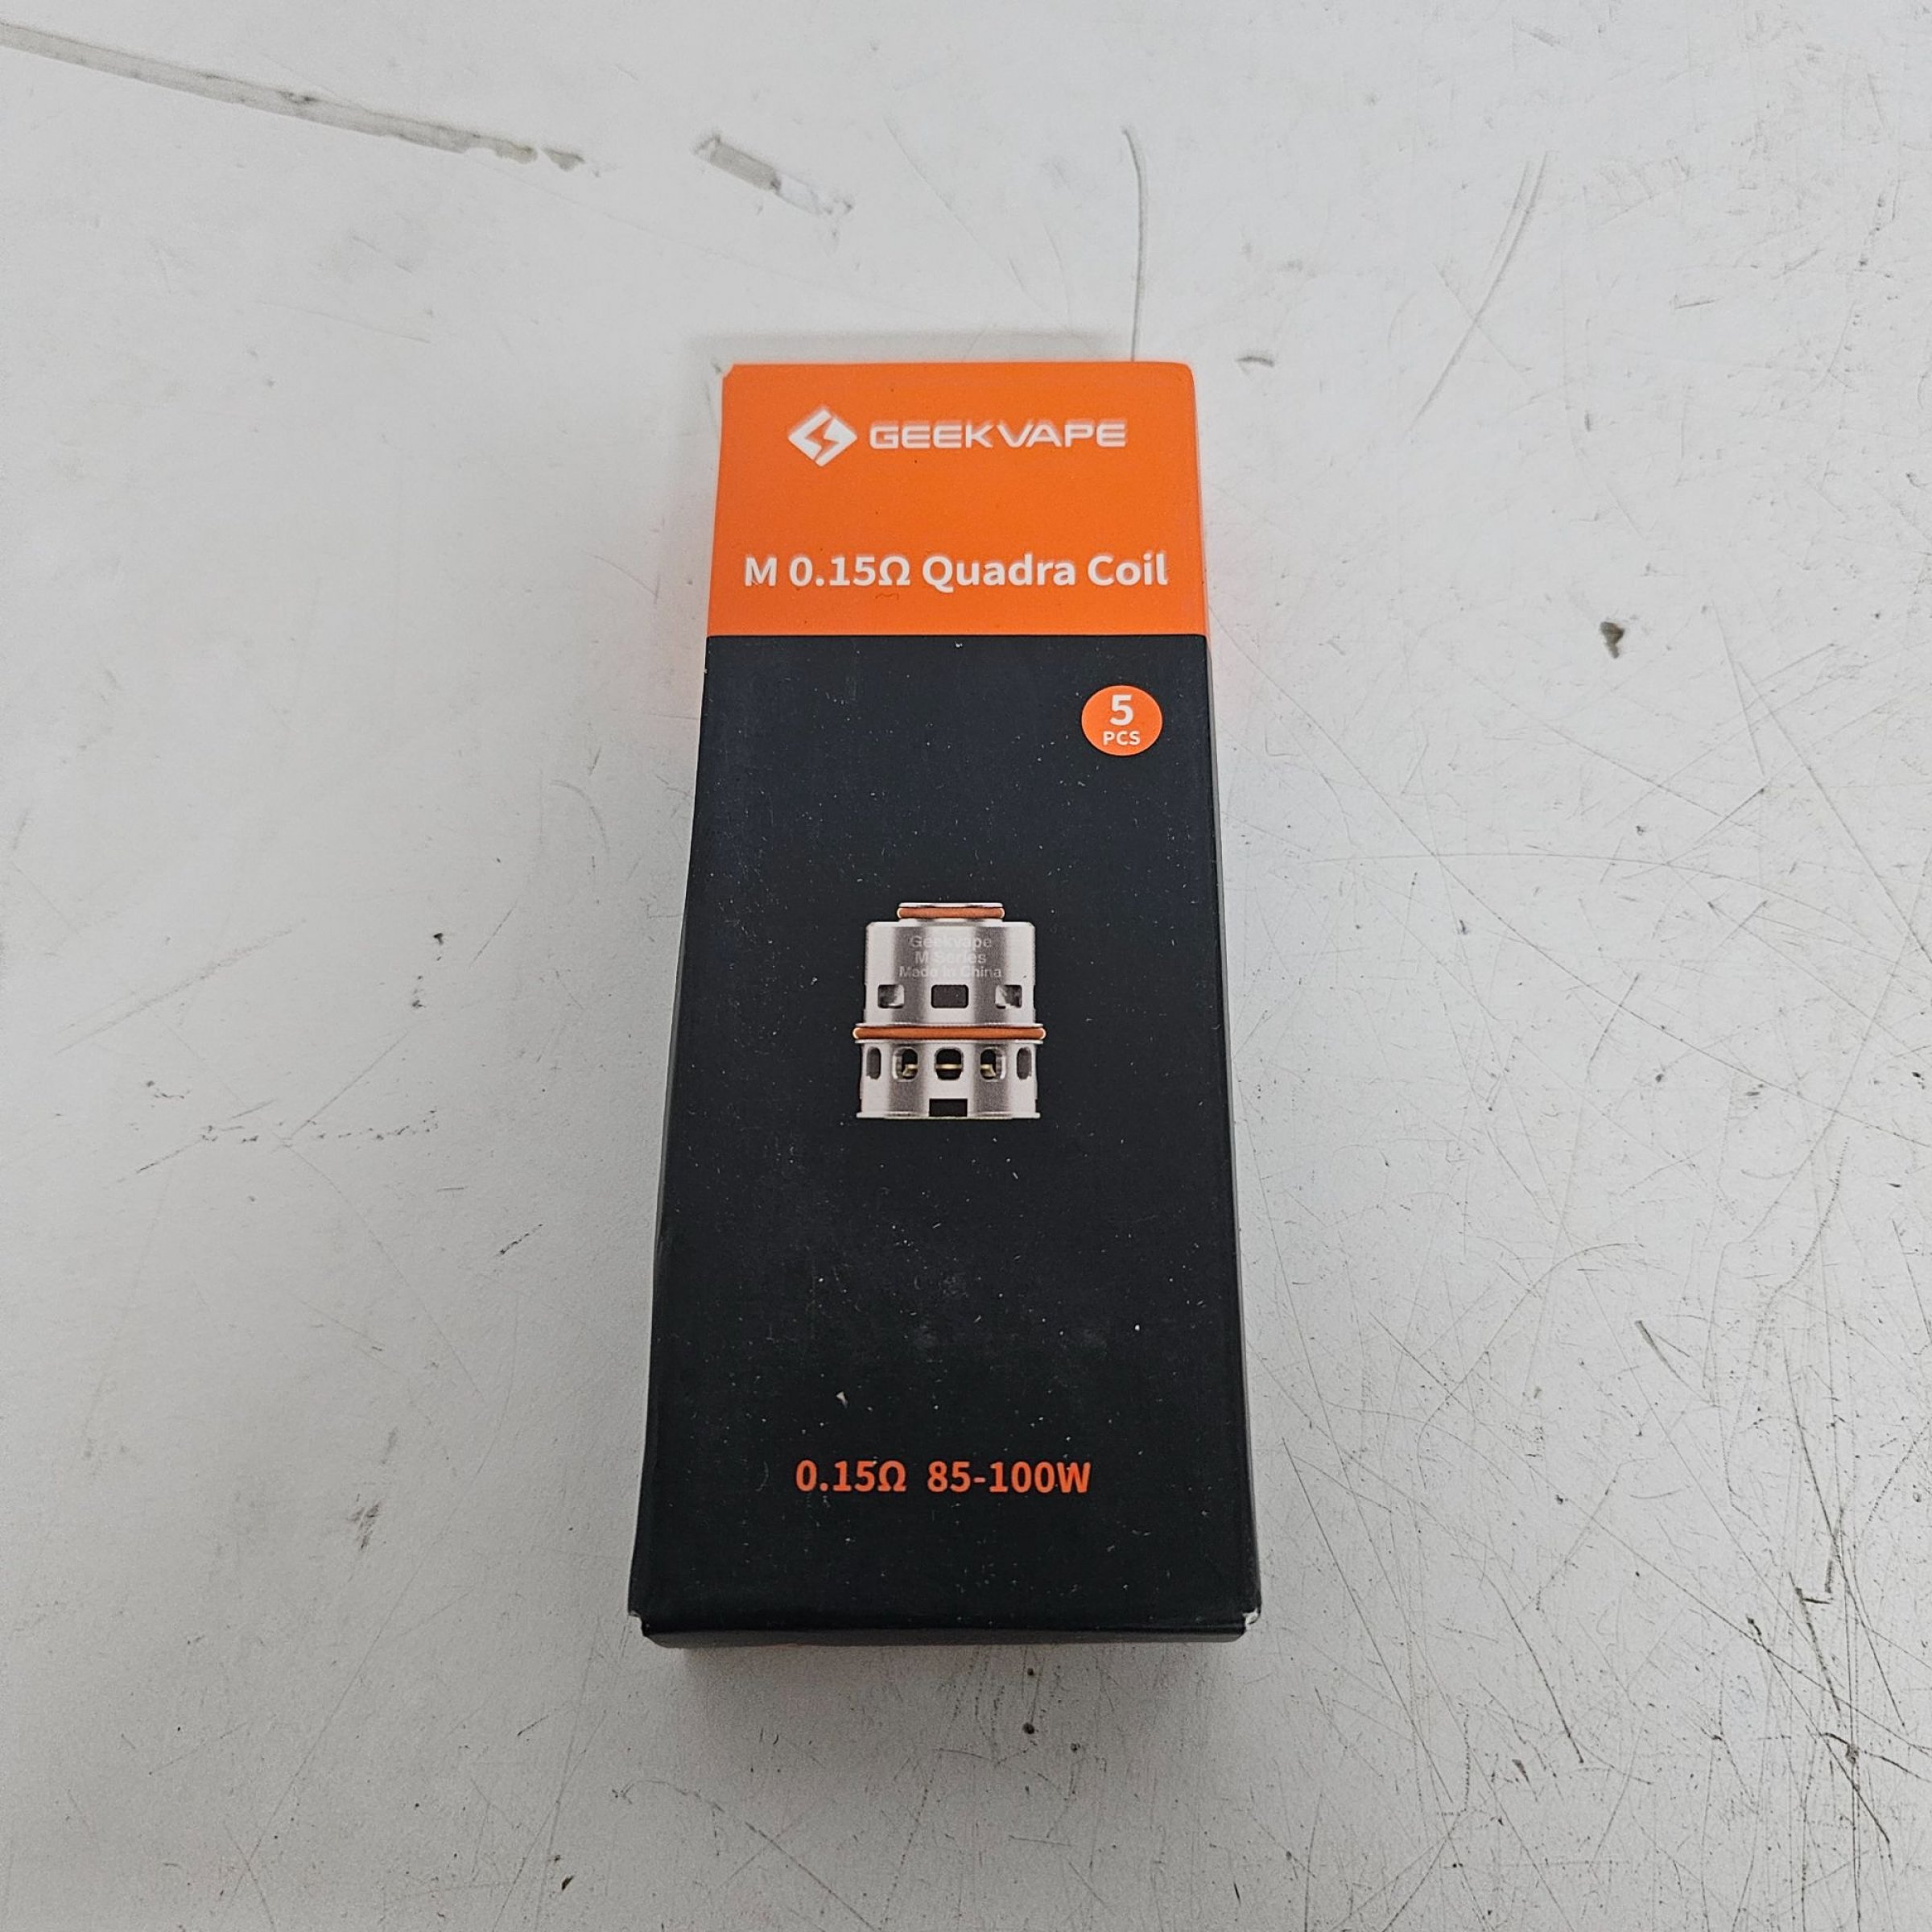 GEEKVAPE
M 0.15Ω Quadra Coil
5
PCS
Geekvape
M Series
Made in China
0.15Ω 85-100W